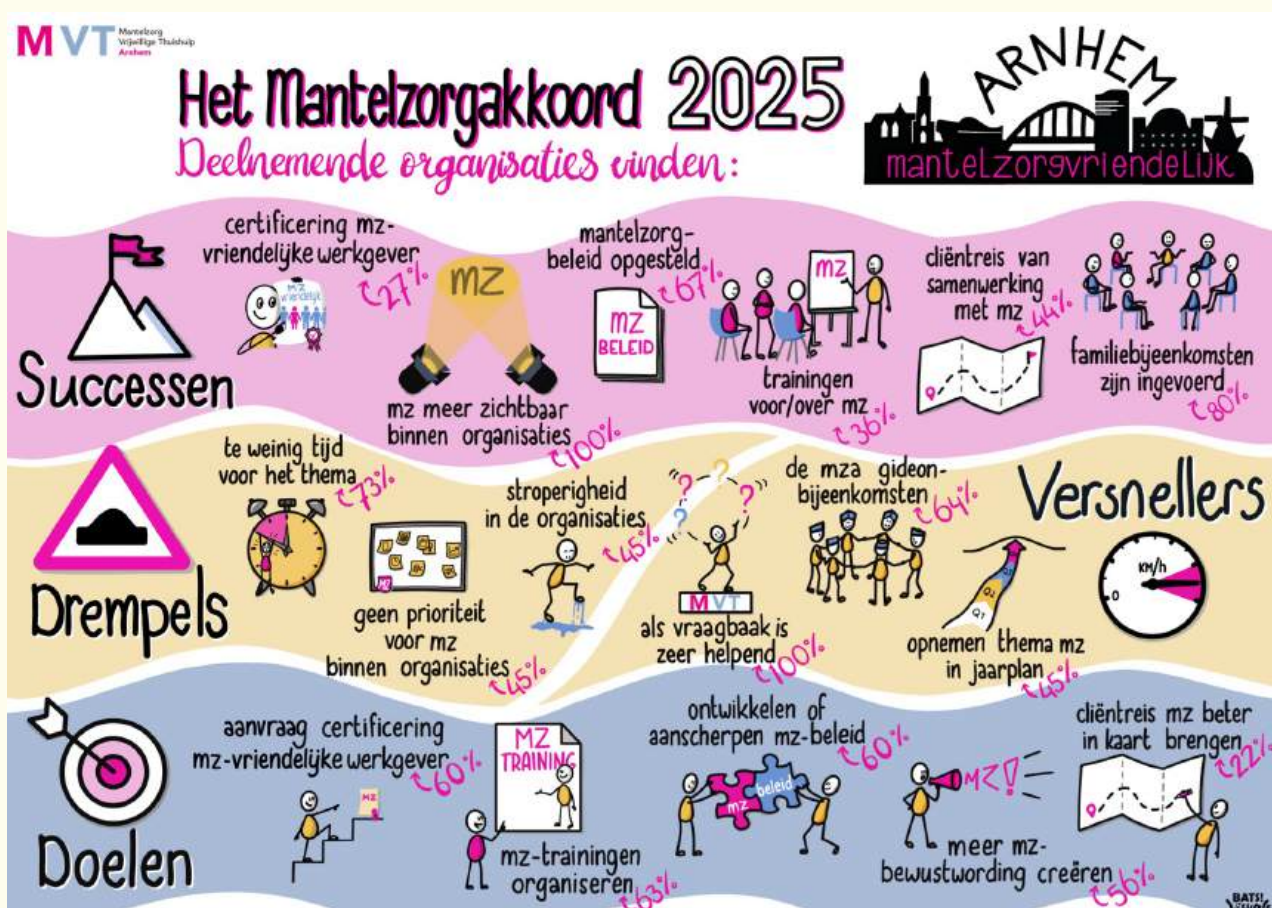 MVT Mantelzorg
Vrijwillige Thuishulp
Arnhem
Het Mantelzorgakkoord 2025
Deelnemende organisaties vinden:
ARNHEM
mantelzorgvriendelijk
Successen
certificering mz-
vriendelijke werkgever
27%
MZ
vriendelijk
MZ
mz meer zichtbaar
binnen organisaties
100%
mantelzorg-
beleid opgesteld
67%
MZ
BELEID
MZ
trainingen
voor/over mz
36%
cliëntreis van
samenwerking
met mz
44%
familiebijeenkomsten
zijn ingevoerd
80%
Drempels
te weinig tijd
voor het thema
73%
MZ
geen prioriteit
voor mz
binnen organisaties
45%
stroperigheid
in de organisaties
45%
Versnellers
? ? ? ?
MVT
als vraagbaak is
zeer helpend
100%
de mza gideon-
bijeenkomsten
64%
Q1
Q2
opnemen thema mz
in jaarplan
45%
KM/h
0
Doelen
aanvraag certificering
mz-vriendelijke werkgever
60%
MZ
MZ
TRAINING
mz-trainingen
organiseren
63%
ontwikkelen of
aanscherpen mz-beleid
60%
mz
beleid
MZ!
meer mz-
bewustwording creëren
56%
cliëntreis mz beter
in kaart brengen
22%
BATS!